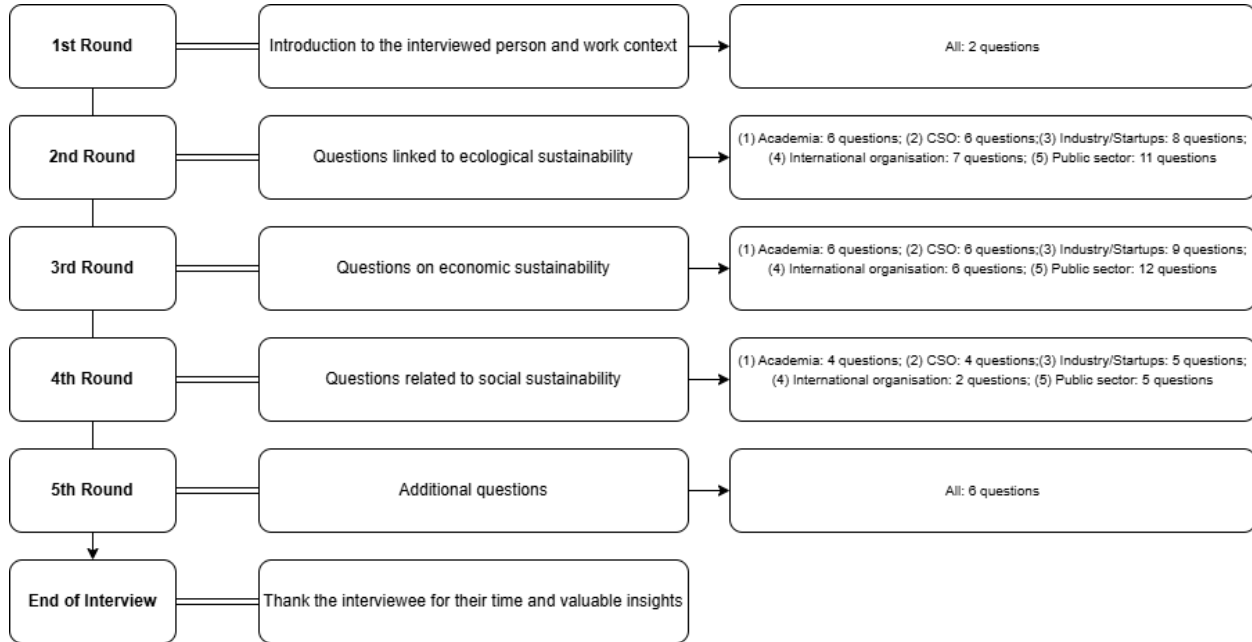 1st Round
Introduction to the interviewed person and work context
All: 2 questions
2nd Round
Questions linked to ecological sustainability
(1) Academia: 6 questions; (2) CSO: 6 questions;(3) Industry/Startups: 8 questions;
(4) International organisation: 7 questions; (5) Public sector: 11 questions
3rd Round
Questions on economic sustainability
(1) Academia: 6 questions; (2) CSO: 6 questions;(3) Industry/Startups: 9 questions;
(4) International organisation: 6 questions; (5) Public sector: 12 questions
4th Round
Questions related to social sustainability
(1) Academia: 4 questions; (2) CSO: 4 questions;(3) Industry/Startups: 5 questions;
(4) International organisation: 2 questions; (5) Public sector: 5 questions
5th Round
Additional questions
All: 6 questions
End of Interview
Thank the interviewee for their time and valuable insights